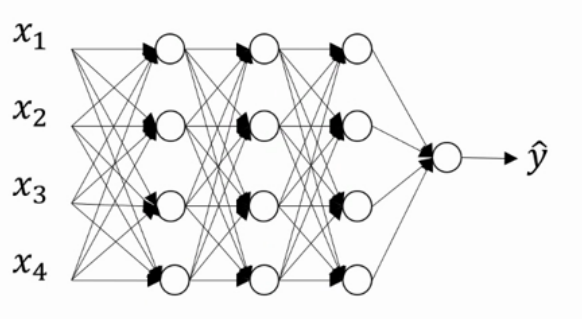 x₁
x₂
x₃
x₄
ŷ